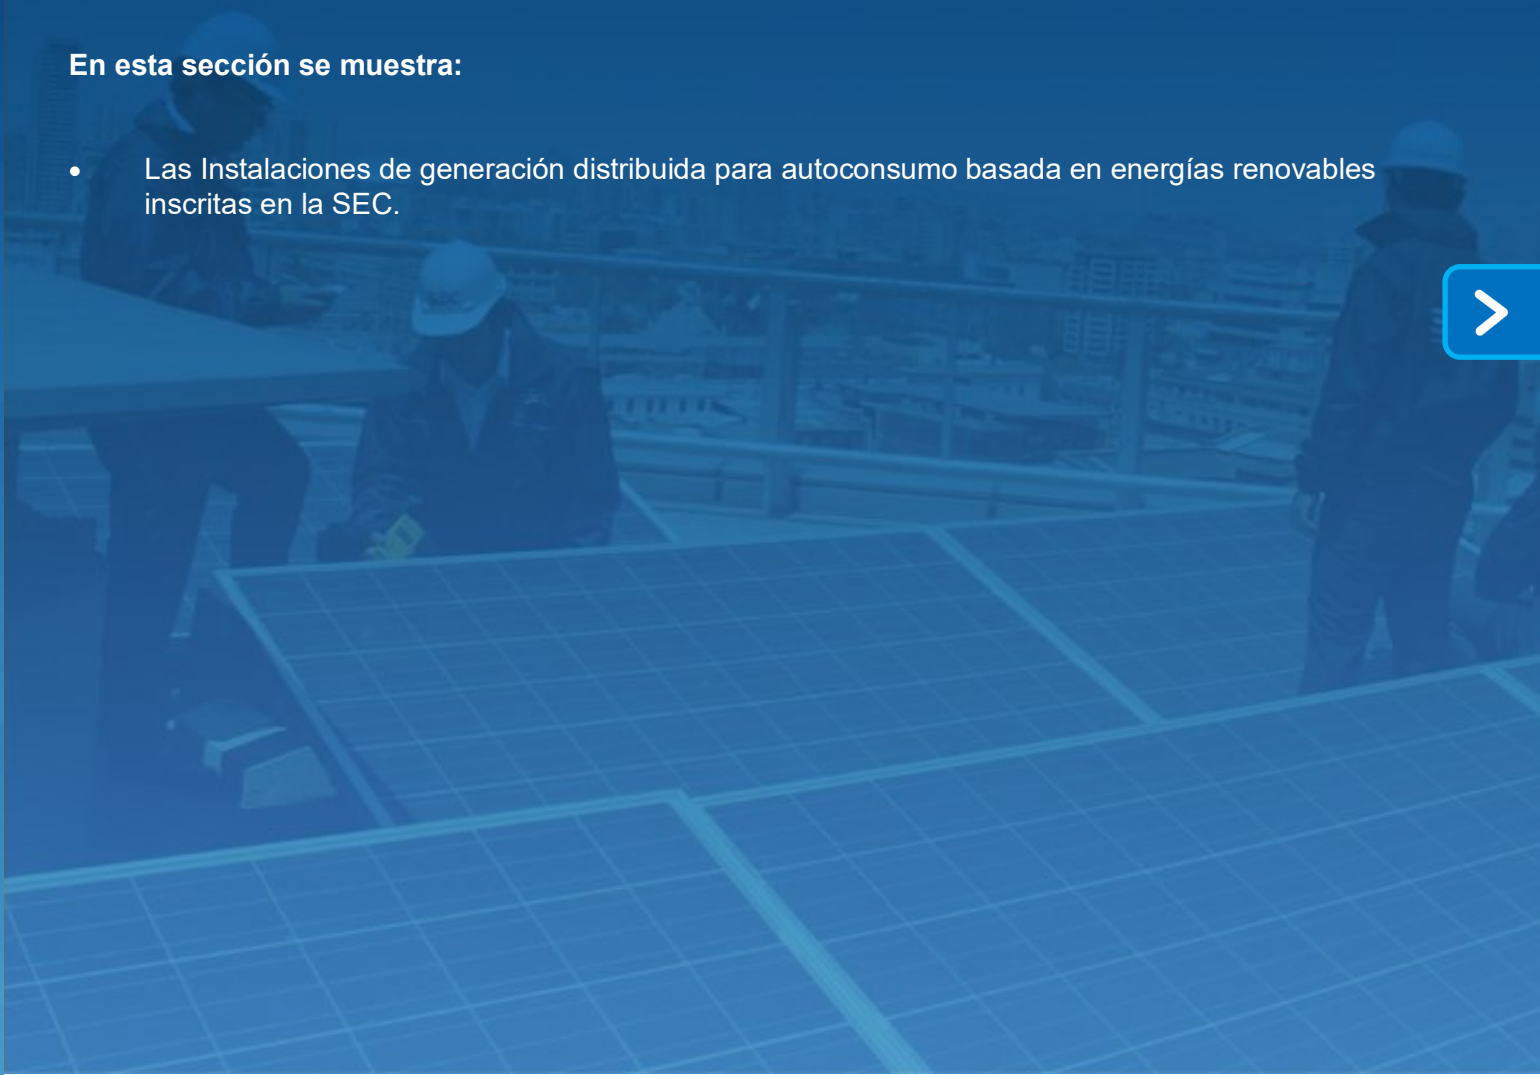 En esta sección se muestra:
• Las Instalaciones de generación distribuida para autoconsumo basada en energías renovables
inscritas en la SEC.